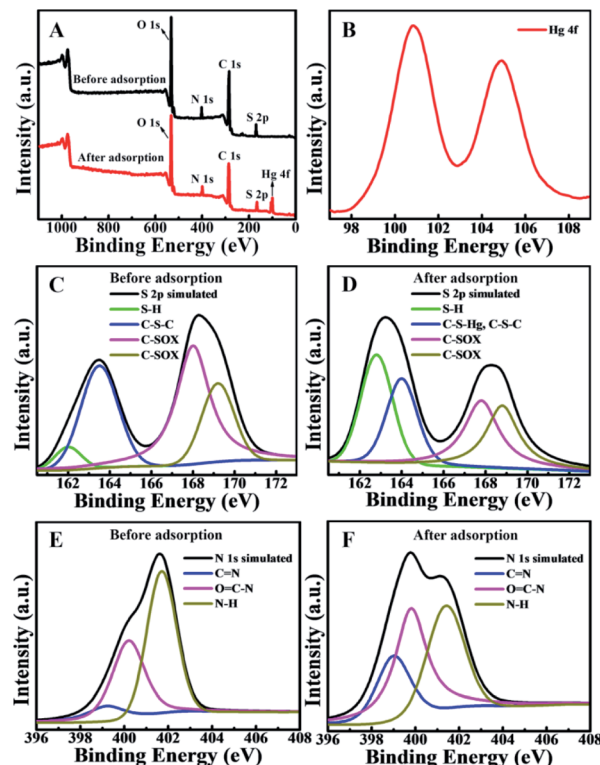 A
O 1s
Before adsorption
C 1s
N 1s
S 2p
O 1s
After adsorption
C 1s
Hg 4f
N 1s
S 2p
Intensity (a.u.)
1000 800 600 400 200 0
Binding Energy (eV)
B
Hg 4f
Intensity (a.u.)
98 100 102 104 106 108
Binding Energy (eV)
C
Before adsorption
S 2p simulated
S-H
C-S-C
C-SOX
C-SOX
Intensity (a.u.)
162 164 166 168 170 172
Binding Energy (eV)
D
After adsorption
S 2p simulated
S-H
C-S-Hg, C-S-C
C-SOX
C-SOX
Intensity (a.u.)
162 164 166 168 170 172
Binding Energy (eV)
E
Before adsorption
N 1s simulated
C=N
O=C-N
N-H
Intensity (a.u.)
396 398 400 402 404 406 408
Binding Energy (eV)
F
After adsorption
N 1s simulated
C=N
O=C-N
N-H
Intensity (a.u.)
396 398 400 402 404 406 408
Binding Energy (eV)